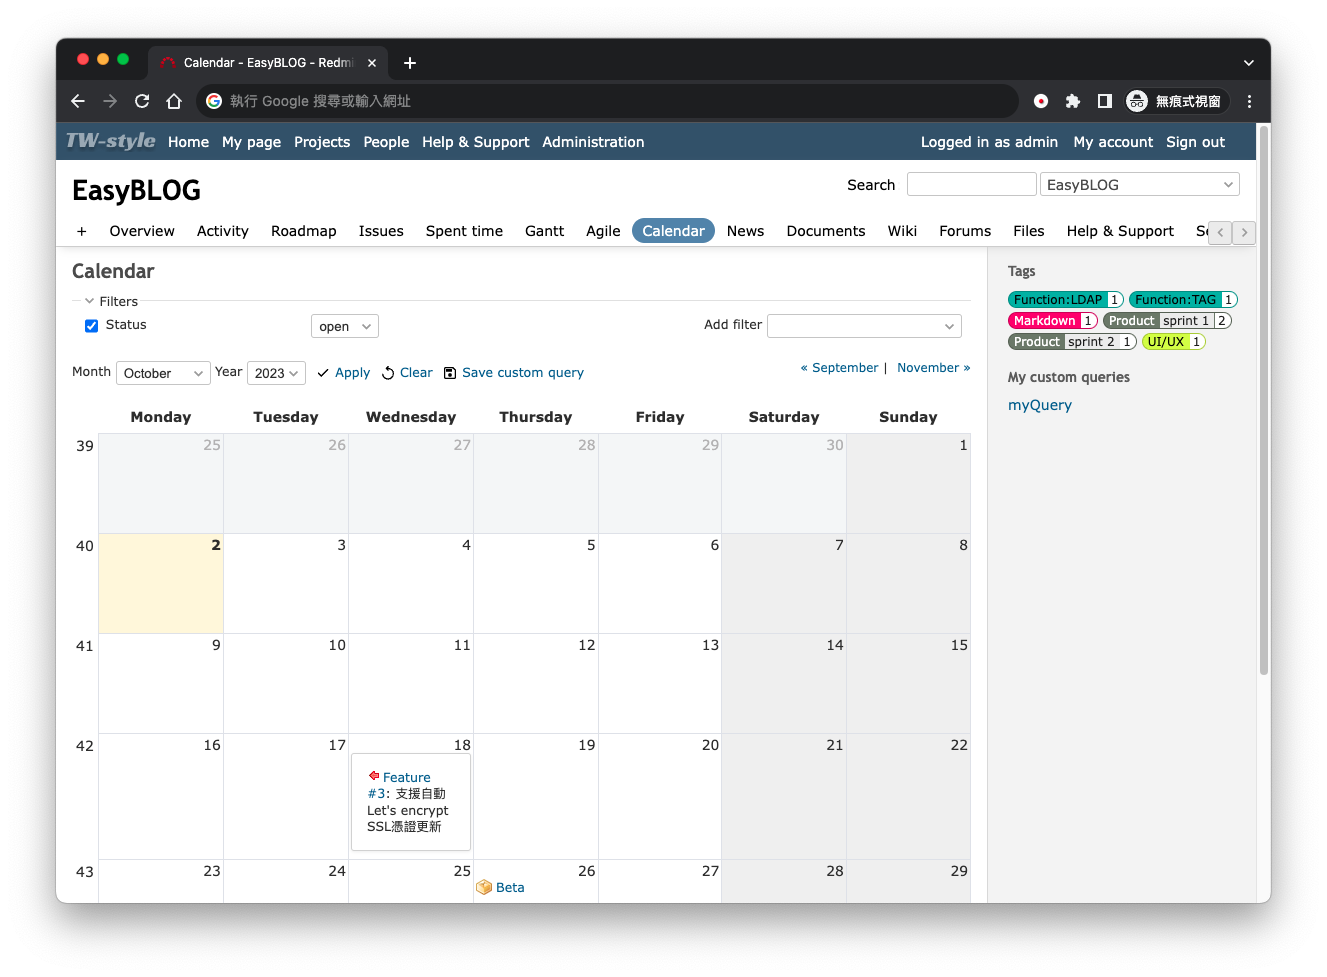 Calendar - EasyBLOG - Redmi
執行 Google 搜尋或輸入網址
無痕式視窗
TW-style Home My page Projects People Help & Support Administration Logged in as admin My account Sign out
EasyBLOG
Search EasyBLOG
+ Overview Activity Roadmap Issues Spent time Gantt Agile Calendar News Documents Wiki Forums Files Help & Support
Calendar
Filters
Status open Add filter
Month October Year 2023 Apply Clear Save custom query « September | November »
Monday Tuesday Wednesday Thursday Friday Saturday Sunday
39 25 26 27 28 29 30 1
40 2 3 4 5 6 7 8
41 9 10 11 12 13 14 15
42 16 17 18 19 20 21 22
Feature
#3: 支援自動
Let's encrypt
SSL憑證更新
43 23 24 25 26 27 28 29
Beta
Tags
Function:LDAP 1 Function:TAG 1
Markdown 1 Product sprint 1 2
Product sprint 2 1 UI/UX 1
My custom queries
myQuery